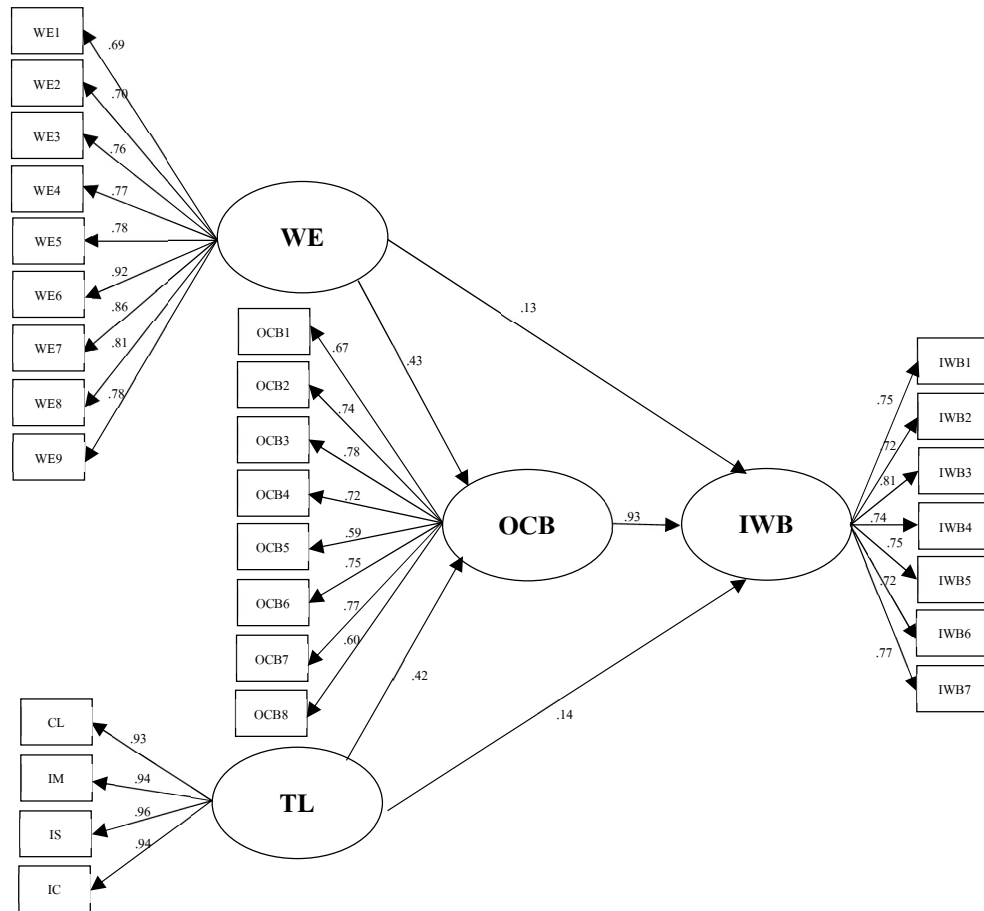 WE1
.69
WE2
.70
WE3
.76
WE4
.77
WE5
.78
WE6
.92
WE7
.86
WE8
.81
WE9
.78
WE
.13
.43
OCB1
.67
OCB2
.74
OCB3
.78
OCB4
.72
OCB5
.59
OCB6
.75
OCB7
.77
OCB8
.60
OCB
.93
IWB
IWB1
.75
IWB2
.72
IWB3
.81
IWB4
.74
IWB5
.75
IWB6
.72
IWB7
.77
.42
.14
CL
.93
IM
.94
IS
.96
IC
.94
TL